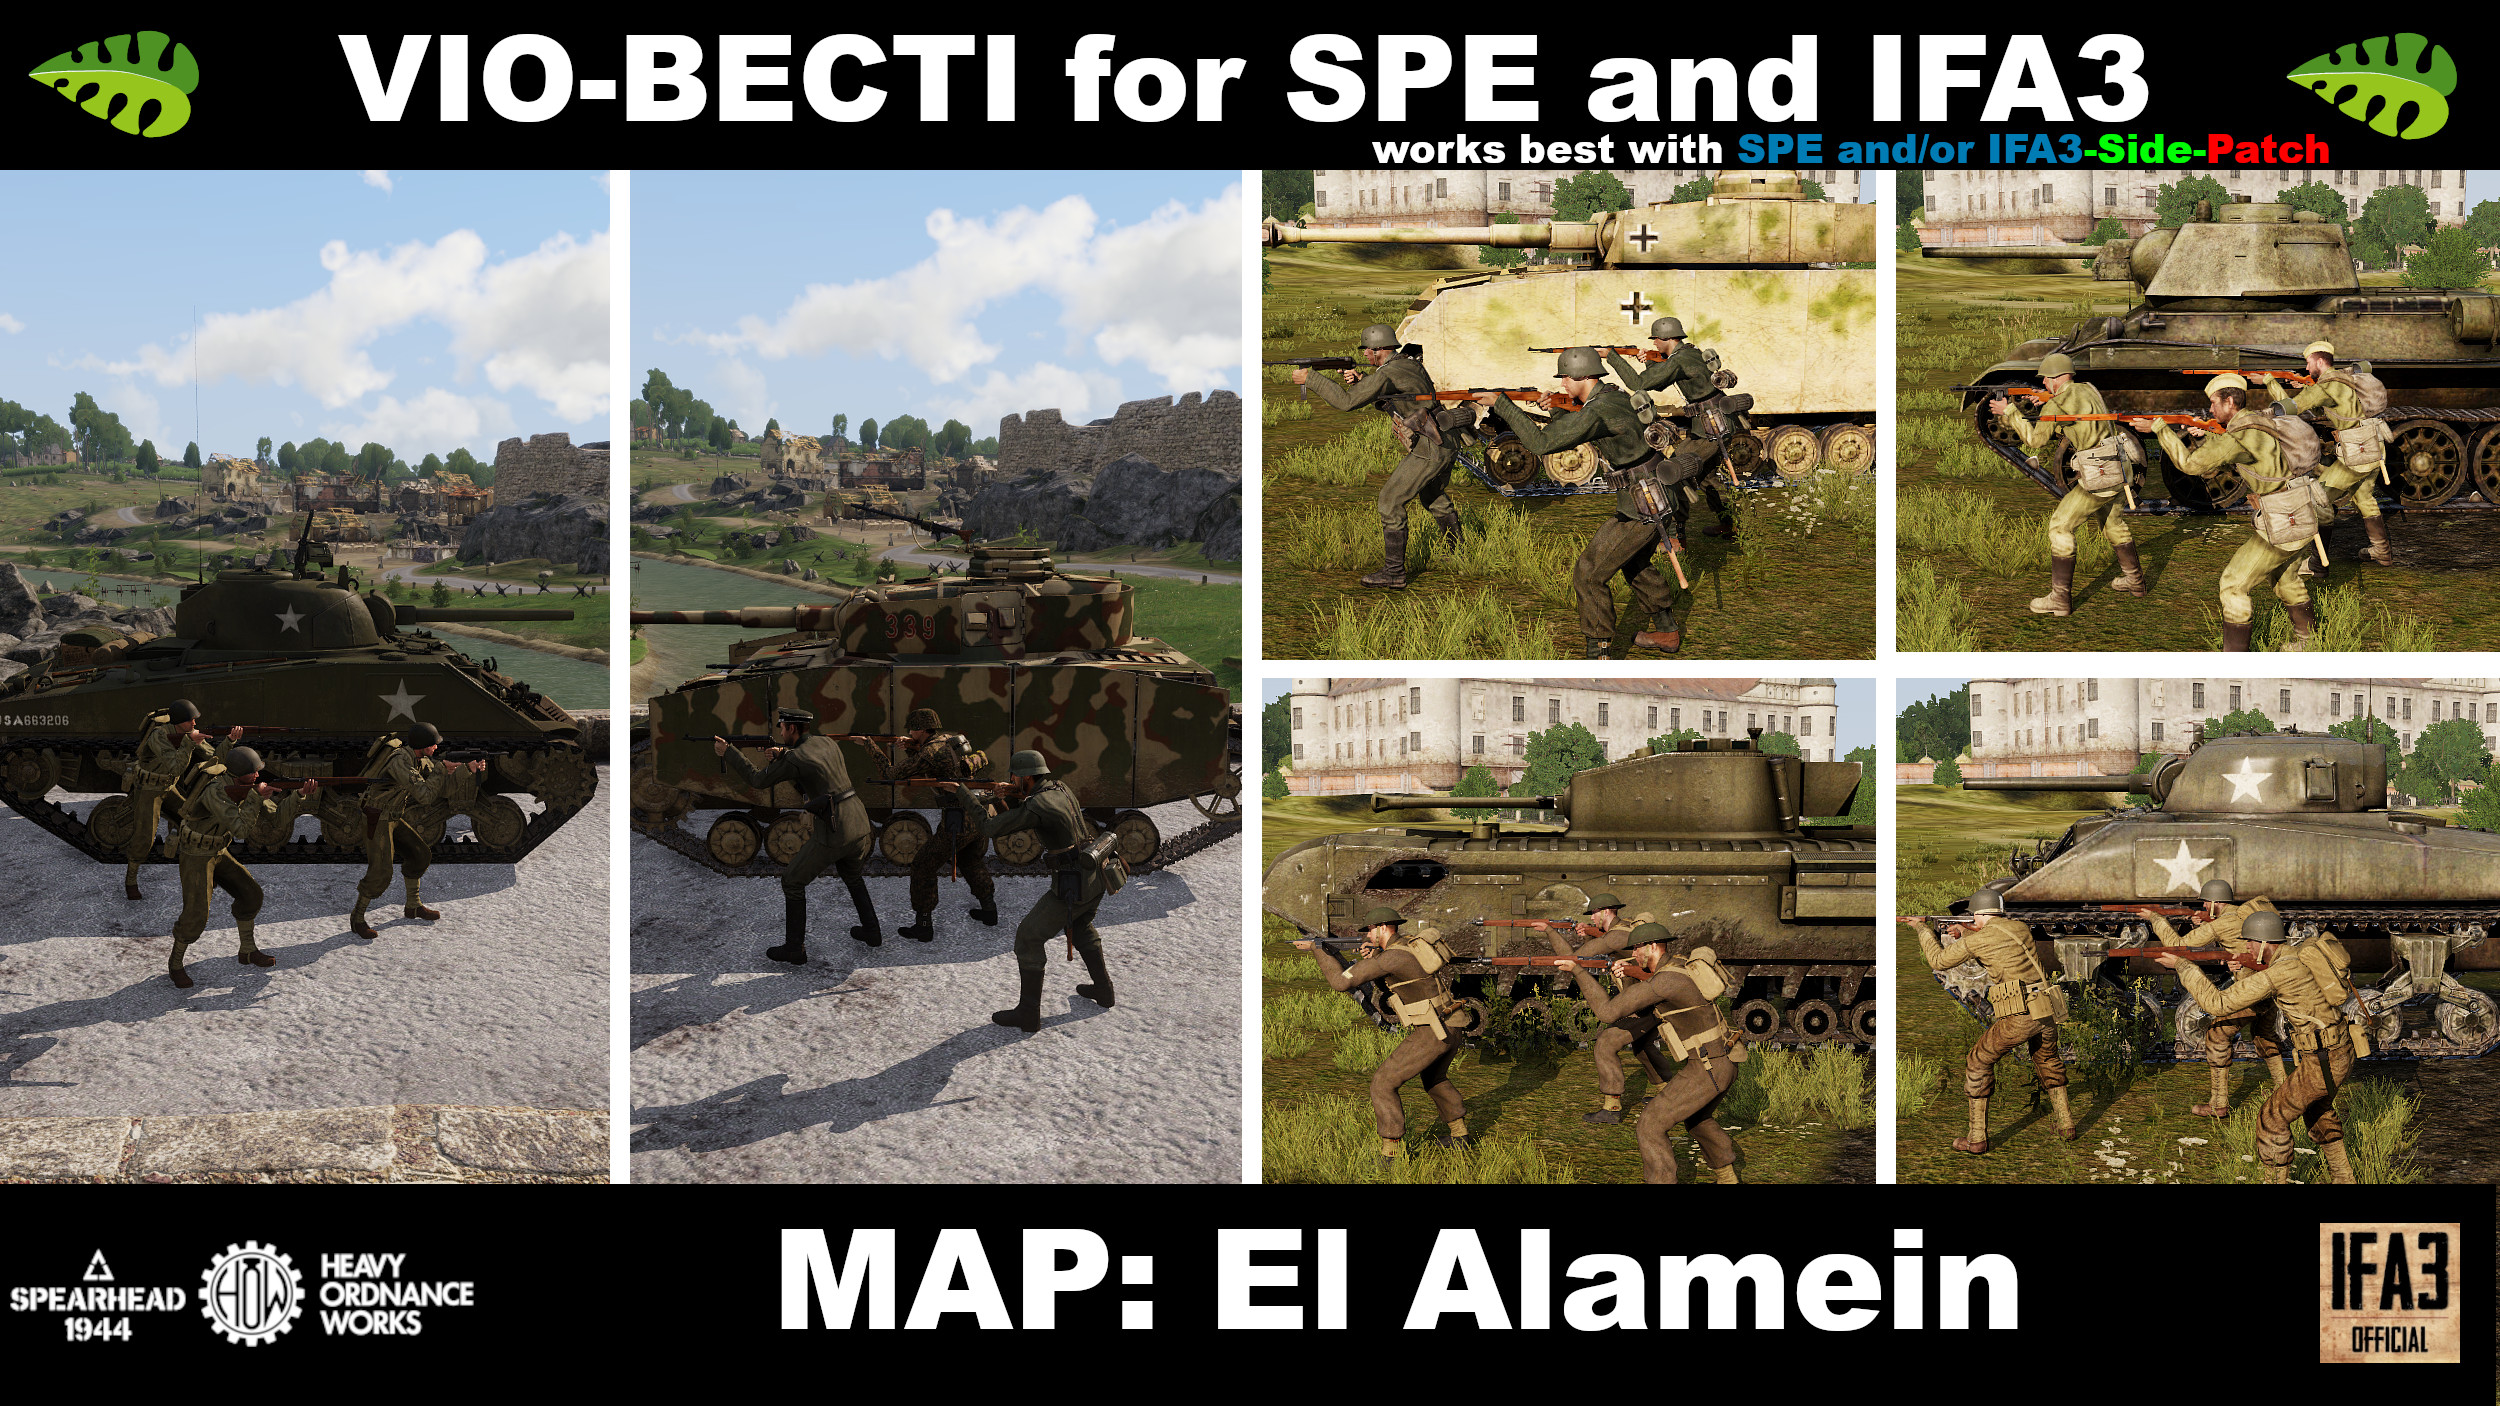 VIO-BECTI for SPE and IFA3
works best with SPE and/or IFA3-Side-Patch
339
USA663206
MAP: El Alamein
SPEARHEAD
1944
HOW
HEAVY
ORDNANCE
WORKS
IFA3
OFFICIAL